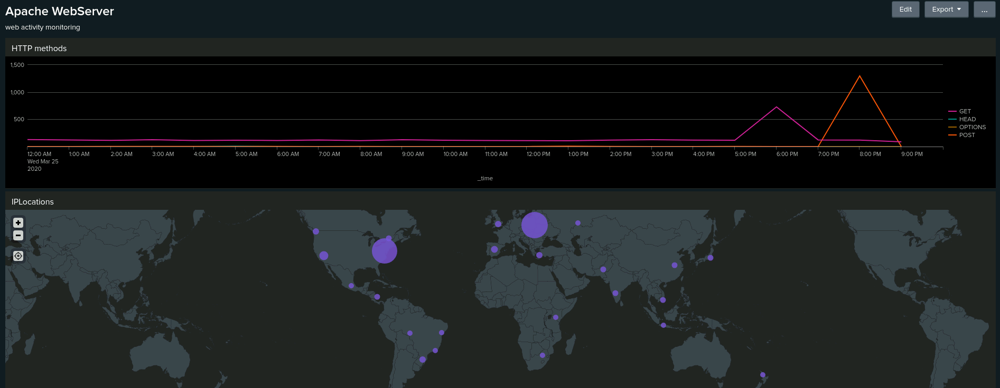 Apache WebServer
Edit
Export
...
web activity monitoring
HTTP methods
1,500
1,000
500
GET
HEAD
OPTIONS
POST
12:00 AM 1:00 AM 2:00 AM 3:00 AM 4:00 AM 5:00 AM 6:00 AM 7:00 AM 8:00 AM 9:00 AM 10:00 AM 11:00 AM 12:00 PM 1:00 PM 2:00 PM 3:00 PM 4:00 PM 5:00 PM 6:00 PM 7:00 PM 8:00 PM 9:00 PM
Wed Mar 25
2020
_time
IPLocations